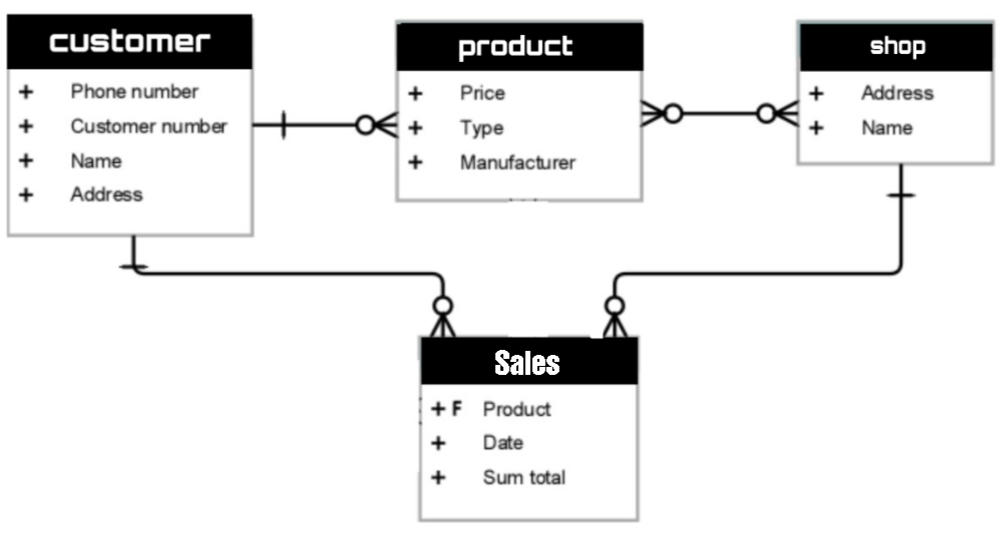 customer
+ Phone number
+ Customer number
+ Name
+ Address
product
+ Price
+ Type
+ Manufacturer
shop
+ Address
+ Name
Sales
+ F Product
+ Date
+ Sum total